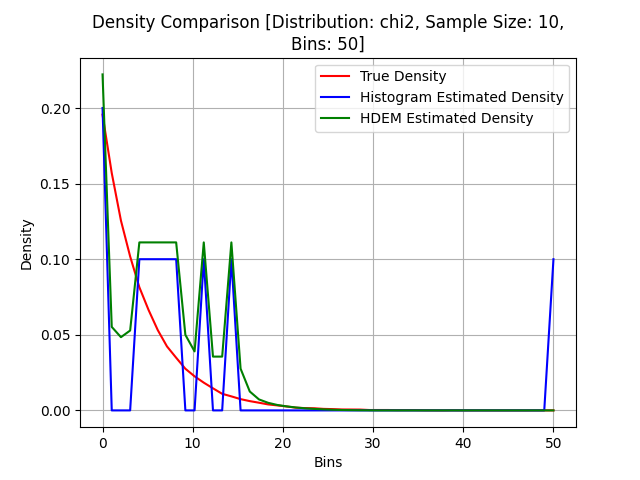 Density Comparison [Distribution: chi2, Sample Size: 10,
Bins: 50]
True Density
Histogram Estimated Density
HDEM Estimated Density
Density
0.20
0.15
0.10
0.05
0.00
0 10 20 30 40 50
Bins